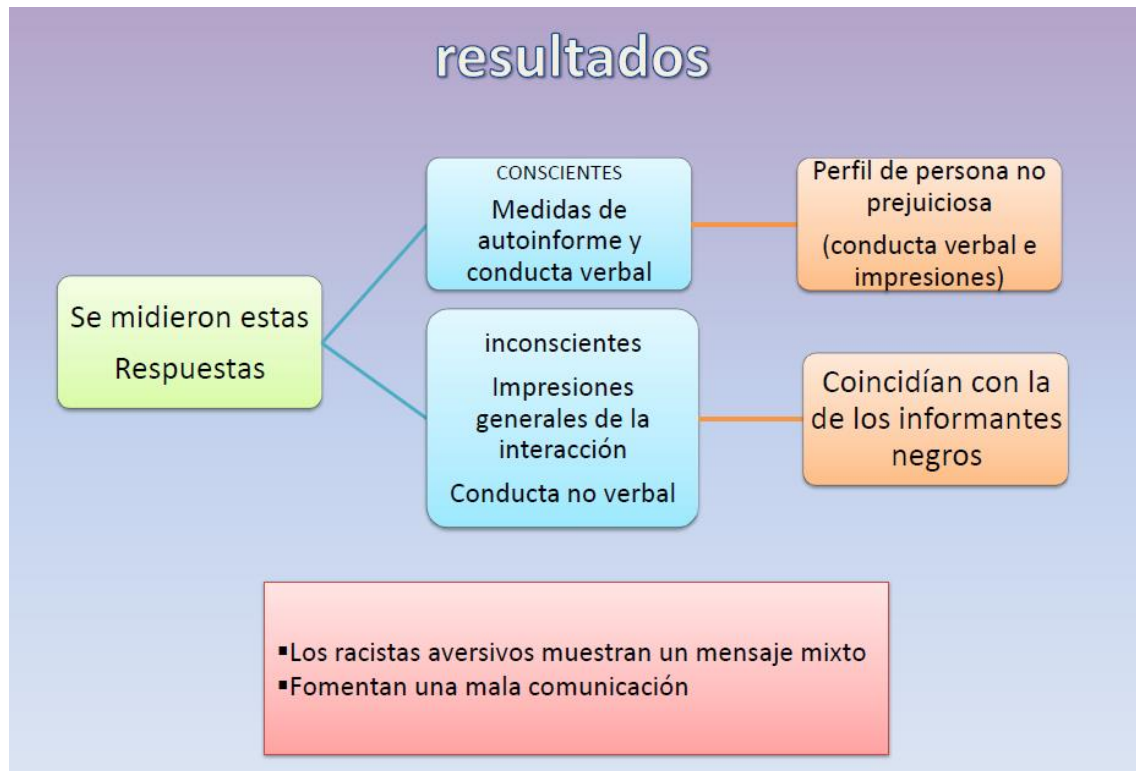 resultados
Se midieron estas
Respuestas
CONSCIENTES
Medidas de
autoinforme y
conducta verbal
Perfil de persona no
prejuiciosa
(conducta verbal e
impresiones)
inconscientes
Impresiones
generales de la
interacción
Conducta no verbal
Coincidían con la
de los informantes
negros
▪Los racistas aversivos muestran un mensaje mixto
▪Fomentan una mala comunicación